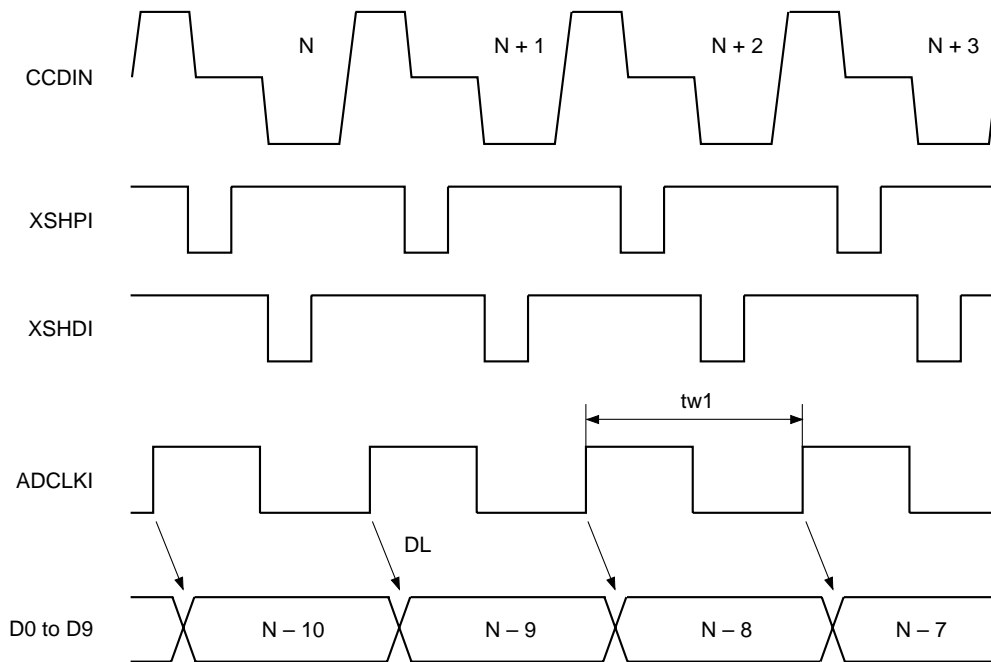 N N + 1 N + 2 N + 3
CCDIN
XSHPI
XSHDI
tw1
ADCLKI
DL
D0 to D9 N – 10 N – 9 N – 8 N – 7